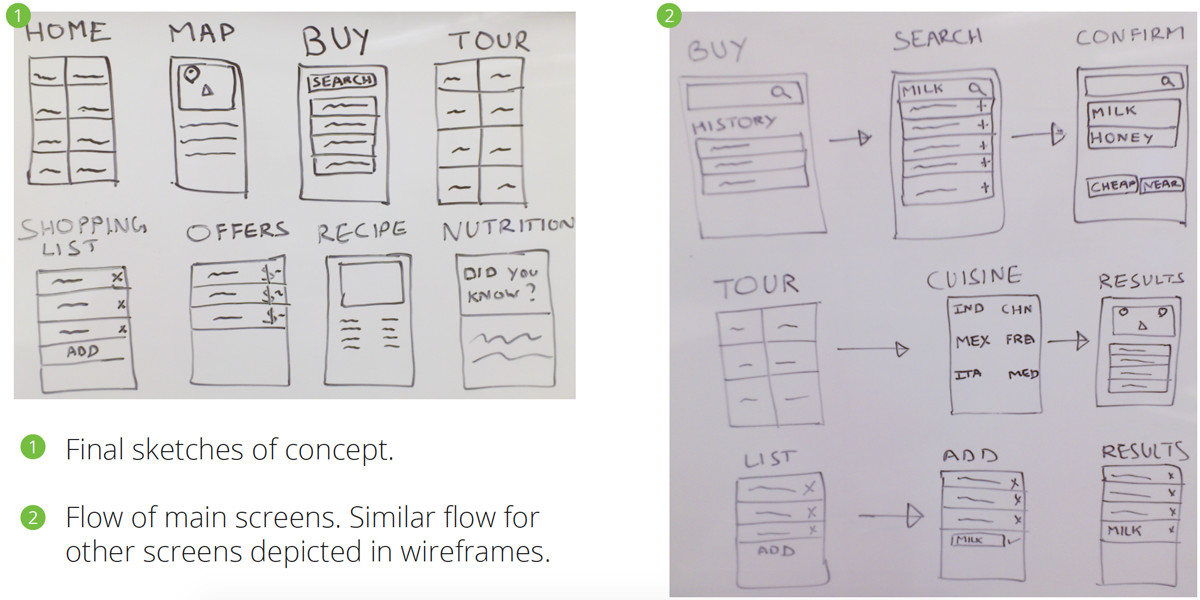 1
HOME MAP BUY TOUR
SEARCH
SHOPPING LIST OFFERS RECIPE NUTRITION
X $-
X $~
X $-
ADD
DID YOU
KNOW?
1 Final sketches of concept.
2 Flow of main screens. Similar flow for
other screens depicted in wireframes.
2
BUY SEARCH CONFIRM
HISTORY
MILK
+
+
+
+
+
MILK
HONEY
CHEAP NEAR
TOUR CUISINE RESULTS
IND CHN
MEX
ITA MED
LIST ADD RESULTS
X
X
X
ADD
X
X
X
MILK
X
X
X
MILK X